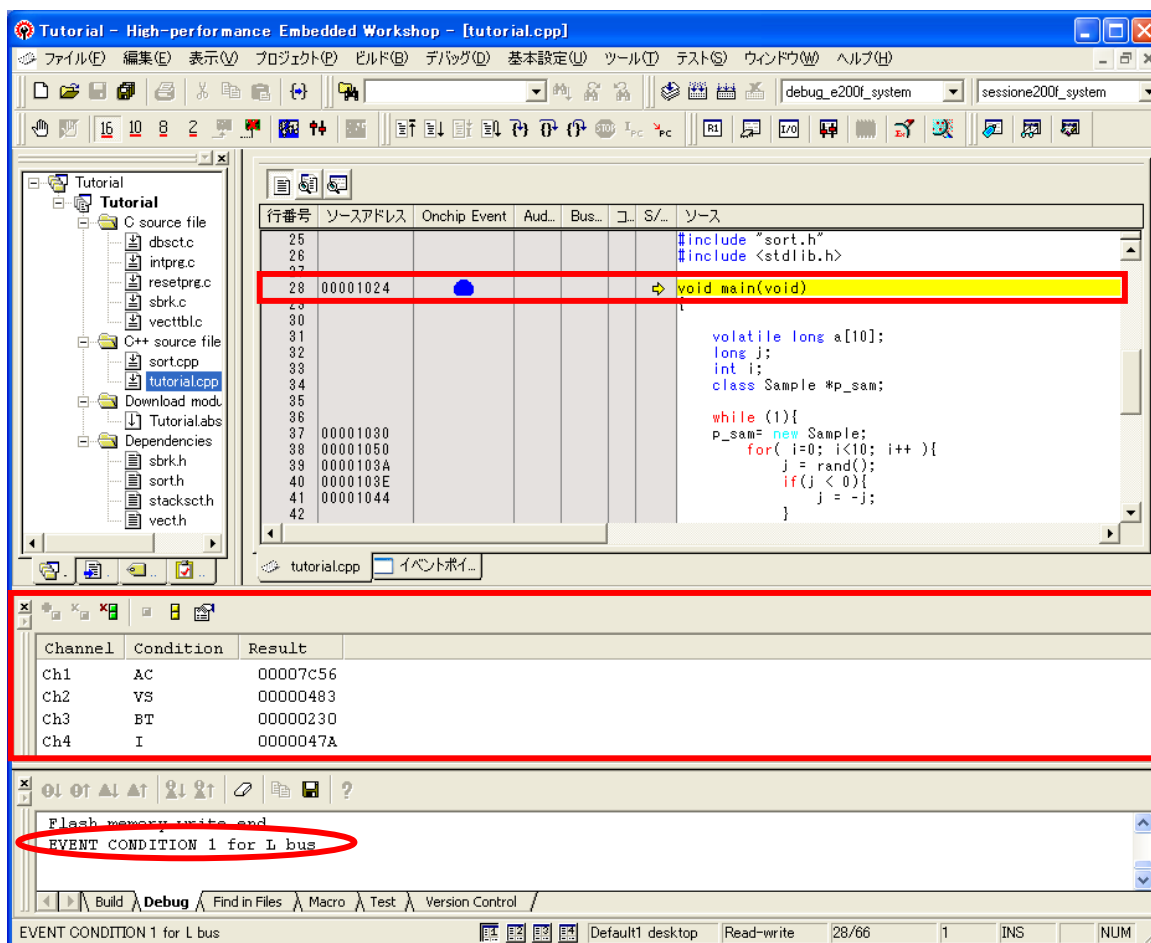 Tutorial - High-performance Embedded Workshop - [tutorial.cpp]
ファイル(F) 編集(E) 表示(V) プロジェクト(P) ビルド(B) デバッグ(D) 基本設定(U) ツール(T) テスト(S) ウィンドウ(W) ヘルプ(H)
debug_e200f_system sessione200f_system
16 10 8 2
Tutorial
Tutorial
C source file
dbsct.c
intprg.c
resetprg.c
sbrk.c
vecttbl.c
C++ source file
sort.cpp
tutorial.cpp
Download modu
Tutorial.abs
Dependencies
sbrk.h
sort.h
stacksct.h
vect.h
行番号 ソースアドレス Onchip Event Aud... Bus... コ.. S/... ソース
25 #include "sort.h"
26 #include <stdlib.h>
27
28 00001024 void main(void)
29 {
30
31 volatile long a[10];
32 long j;
33 int i;
34 class Sample *p_sam;
35
36 while (1){
37 00001030 p_sam= new Sample;
38 00001050 for( i=0; i<10; i++ ){
39 0000103A j = rand();
40 0000103E if(j < 0){
41 00001044 j = -j;
42 }
tutorial.cpp イベントポイ...
Channel Condition Result
Ch1 AC 00007C56
Ch2 VS 00000483
Ch3 BT 00000230
Ch4 I 0000047A
Flash memory write end
EVENT CONDITION 1 for L bus
Build Debug Find in Files Macro Test Version Control
EVENT CONDITION 1 for L bus 1 2 3 4 Default1 desktop Read-write 28/66 1 INS NUM